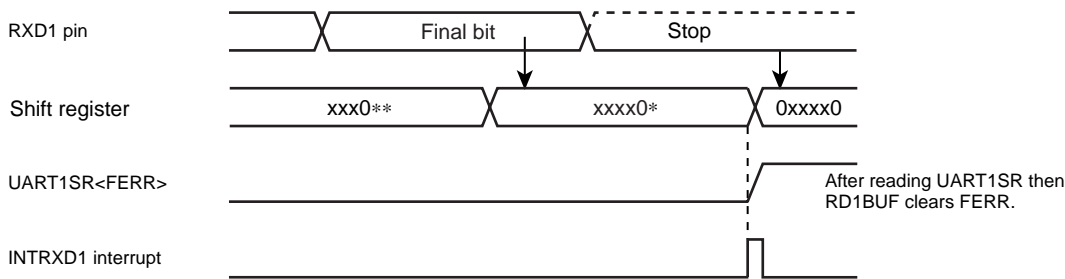 RXD1 pin
Final bit
Stop
Shift register
xxx0**
xxxx0*
0xxxx0
UART1SR<FERR>
After reading UART1SR then
RD1BUF clears FERR.
INTRXD1 interrupt